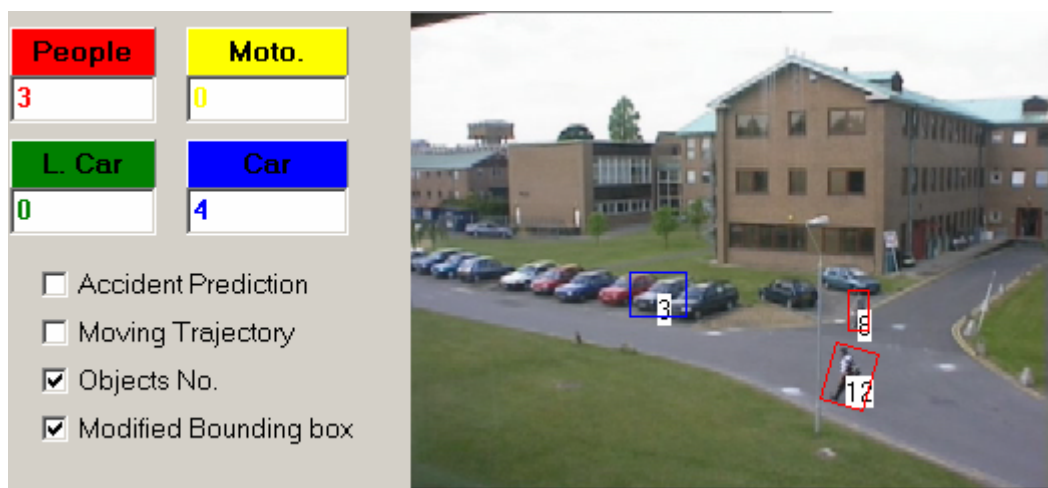 People
Moto.
3
0
L. Car
Car
0
4
Accident Prediction
Moving Trajectory
Objects No.
Modified Bounding box
3
8
12